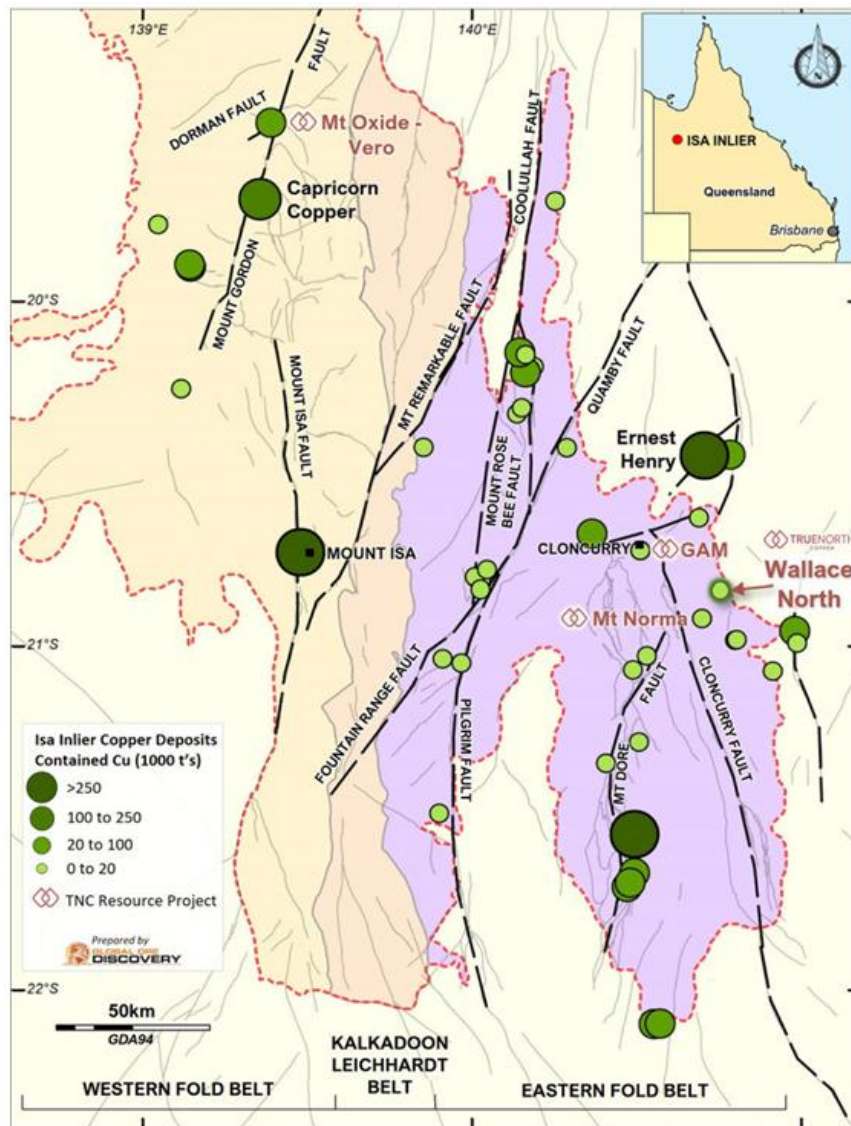 139°E
140°E
FAULT
DORMAN FAULT
Mt Oxide -
Vero
Capricorn
Copper
COOLULLAH FAULT
N
ISA INLIER
Queensland
Brisbane
20°S
MOUNT GORDON
MT REMARKABLE FAULT
MOUNT ISA FAULT
QUAMBY FAULT
MOUNT ROSE
BEE FAULT
Ernest
Henry
MOUNT ISA
CLONCURRY
GAM
TRUENORTH
COPPER
Wallace
North
Mt Norma
21°S
FOUNTAIN RANGE FAULT
PILGRIM FAULT
MT DORE
FAULT
CLONCURRY FAULT
Isa Inlier Copper Deposits
Contained Cu (1000 t's)
>250
100 to 250
20 to 100
0 to 20
TNC Resource Project
Prepared by
GLOBAL ORE
DISCOVERY
22°S
50km
GDA94
WESTERN FOLD BELT
KALKADOON
LEICHHARDT
BELT
EASTERN FOLD BELT